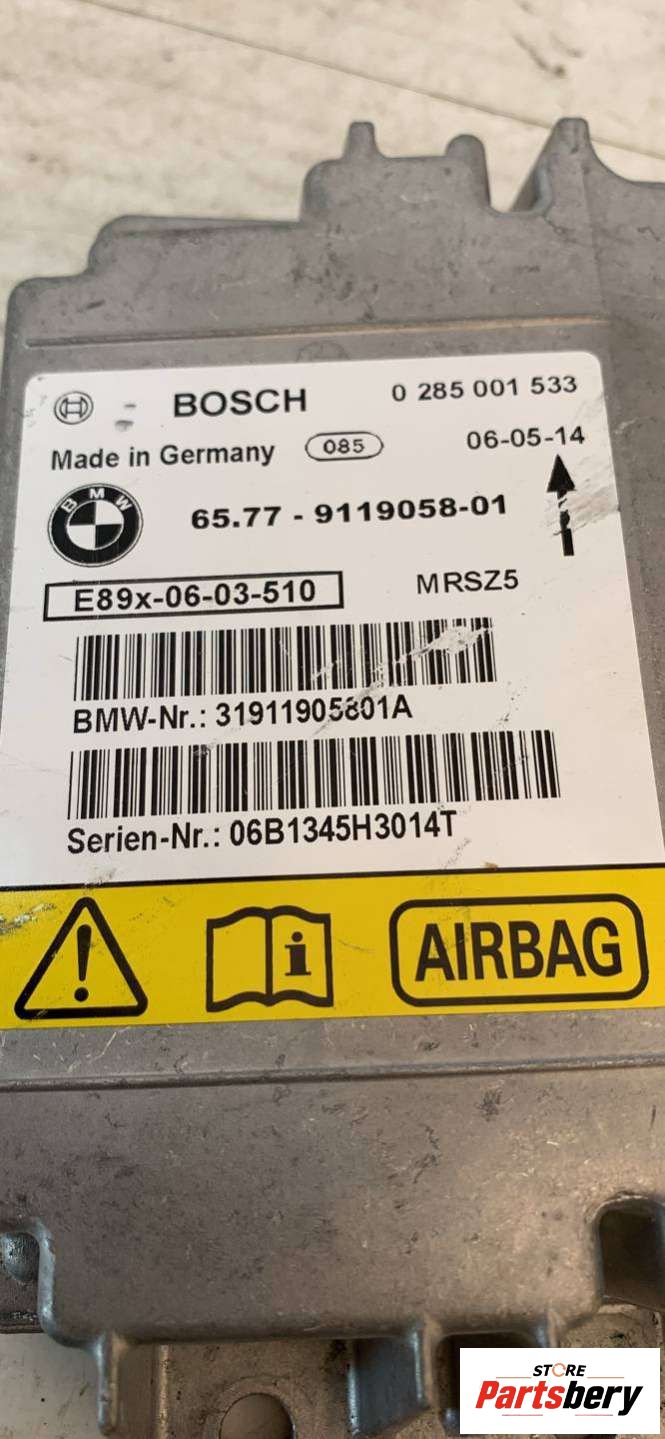 BOSCH 0 285 001 533
Made in Germany 085 06-05-14
BMW 65.77 - 9119058-01
E89x-06-03-510 MRSZ5
BMW-Nr.: 31911905801A
Serien-Nr.: 06B1345H3014T
! i AIRBAG
STORE
Partsbery